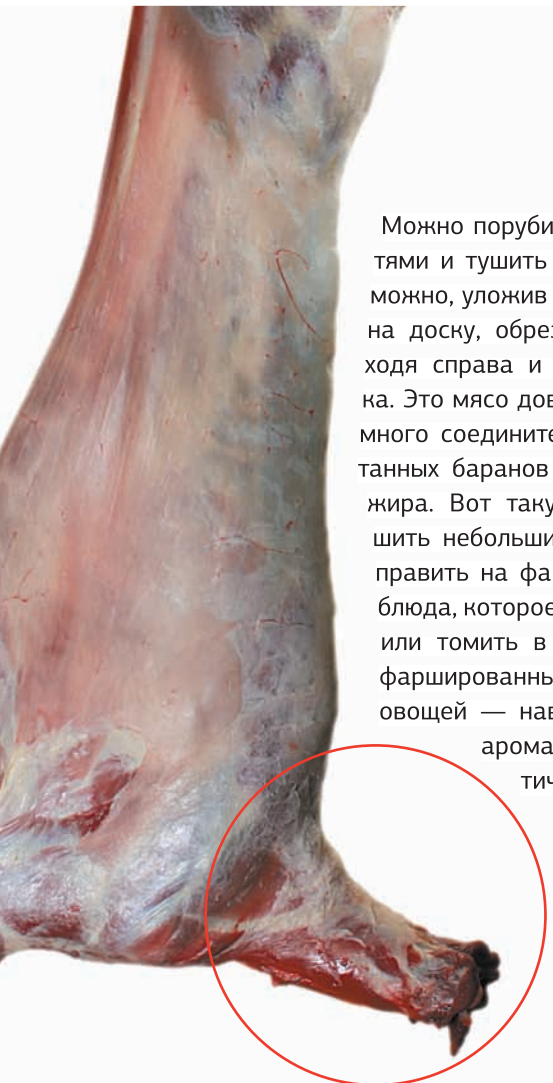 Можно поруби
тями и тушить
можно, уложив
на доску, обрез
ходя справа и
ка. Это мясо дов
много соедините
танных баранов
жира. Вот таку
шить небольши
править на фа
блюда, которое
или томить в
фаршированны
овощей — нав
арома
тич